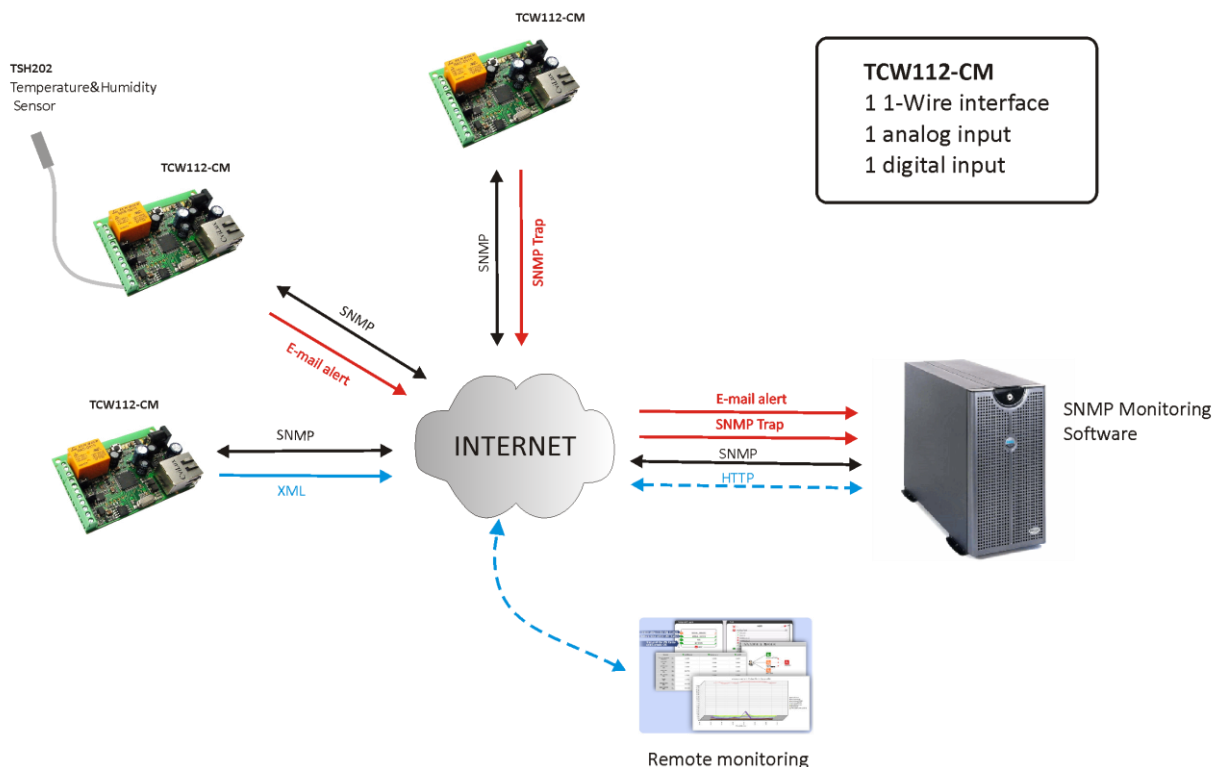 TCW112-CM
TSH202
Temperature&Humidity
Sensor
TCW112-CM
TCW112-CM
1 1-Wire interface
1 analog input
1 digital input
SNMP
SNMP Trap
SNMP
E-mail alert
TCW112-CM
SNMP
XML
INTERNET
E-mail alert
SNMP Trap
SNMP
HTTP
SNMP Monitoring
Software
Remote monitoring